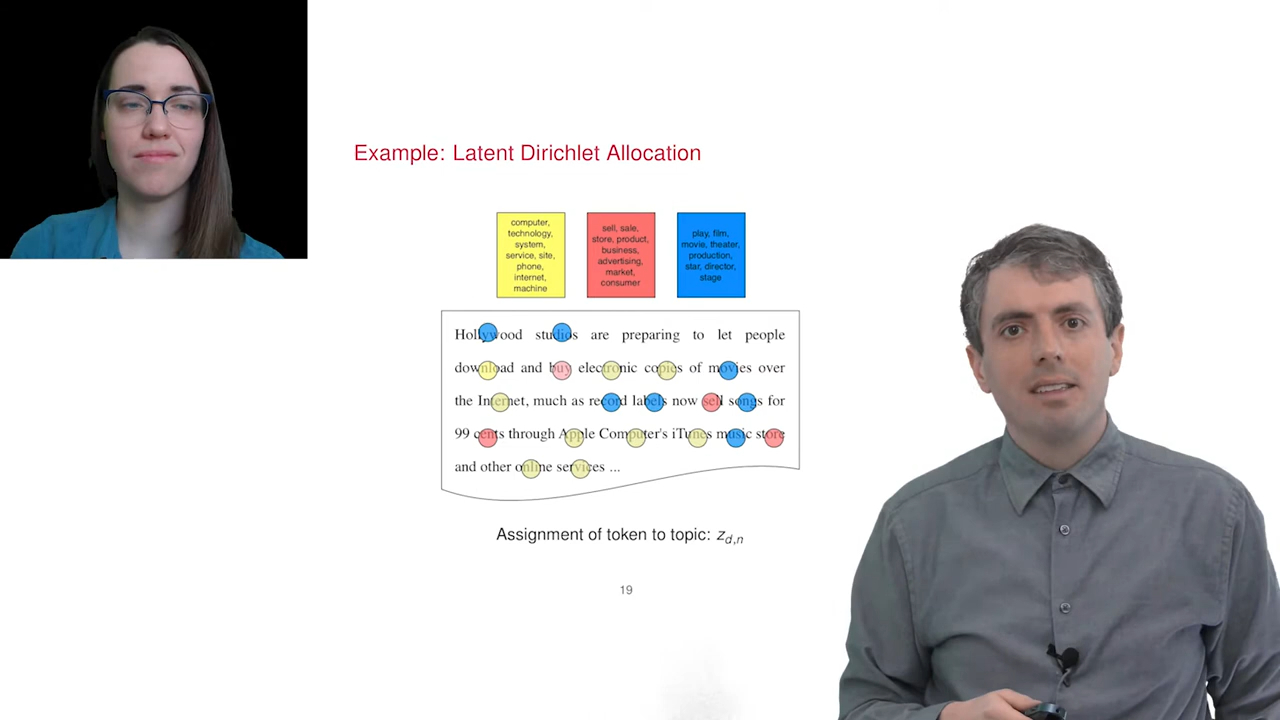 Example: Latent Dirichlet Allocation
computer,
technology,
system,
service, site,
phone,
internet,
machine
sell, sale,
store, product,
business,
advertising,
market,
consumer
play, film,
movie, theater,
production,
star, director,
stage
Hollywood studios are preparing to let people
download and buy electronic copies of movies over
the Internet, much as record labels now sell songs for
99 cents through Apple Computer's iTunes music store
and other online services ...
Assignment of token to topic: z_{d,n}
19